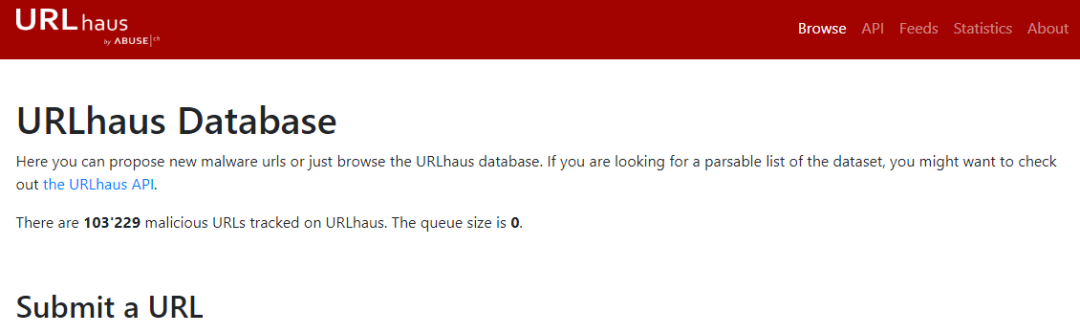 URLhaus
by ABUSE|ch
Browse API Feeds Statistics About
URLhaus Database
Here you can propose new malware urls or just browse the URLhaus database. If you are looking for a parsable list of the dataset, you might want to check
out the URLhaus API.
There are 103'229 malicious URLs tracked on URLhaus. The queue size is 0.
Submit a URL